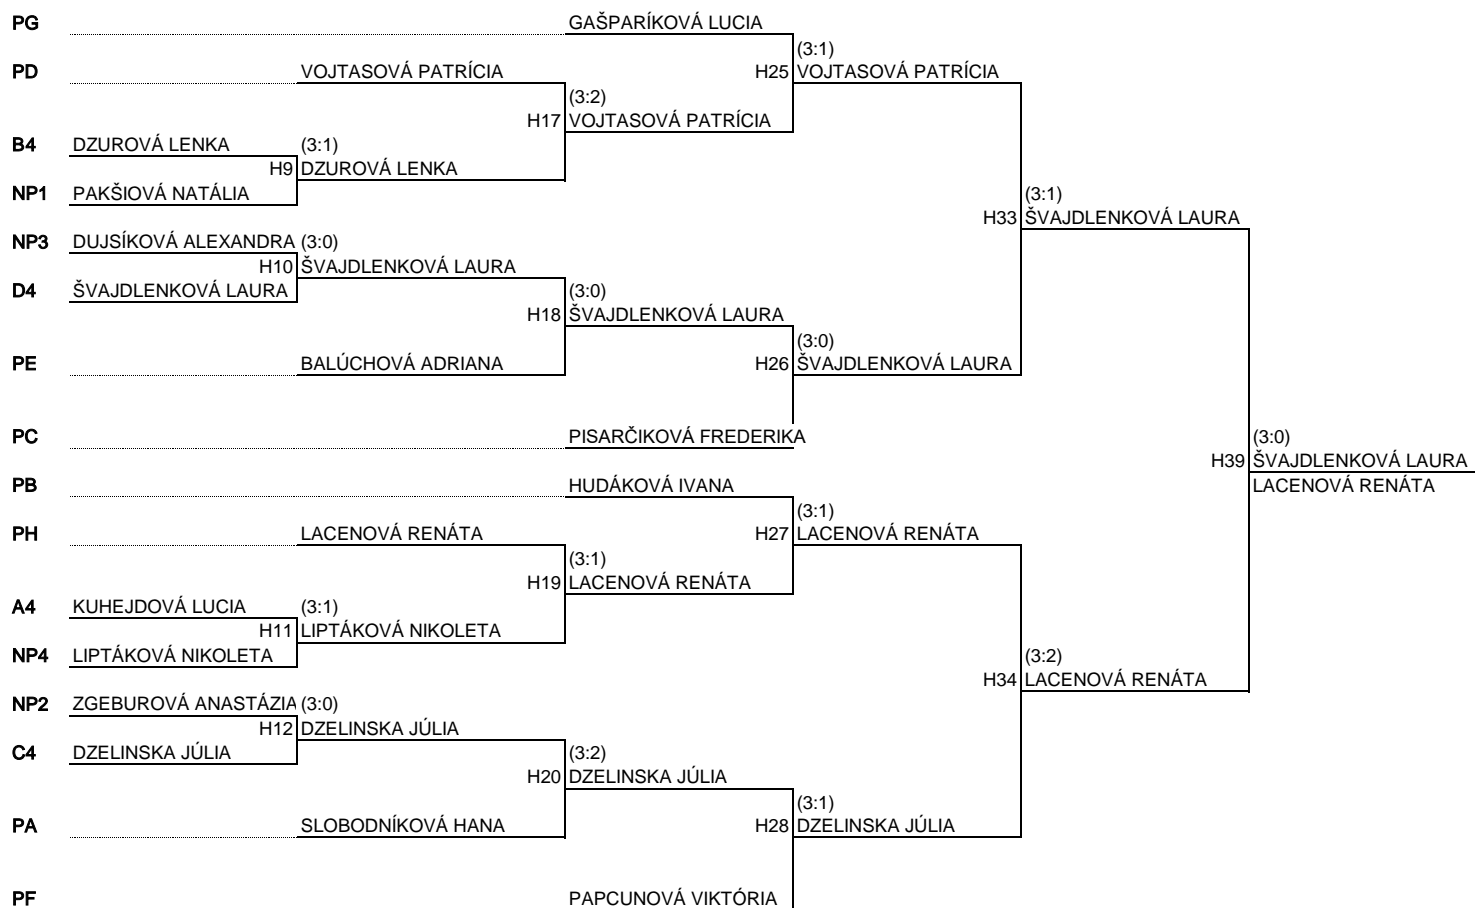 PG GAŠPARÍKOVÁ LUCIA
(3:1)
PD VOJTASOVÁ PATRÍCIA H25 VOJTASOVÁ PATRÍCIA
(3:2)
H17 VOJTASOVÁ PATRÍCIA
B4 DZUROVÁ LENKA (3:1)
H9 DZUROVÁ LENKA
NP1 PAKŠIOVÁ NATÁLIA (3:1)
H33 ŠVAJDLENKOVÁ LAURA
NP3 DUJSÍKOVÁ ALEXANDRA (3:0)
H10 ŠVAJDLENKOVÁ LAURA
D4 ŠVAJDLENKOVÁ LAURA (3:0)
H18 ŠVAJDLENKOVÁ LAURA
(3:0)
PE BALÚCHOVÁ ADRIANA H26 ŠVAJDLENKOVÁ LAURA
PC PISARČIKOVÁ FREDERIKA (3:0)
H39 ŠVAJDLENKOVÁ LAURA
PB HUDÁKOVÁ IVANA LACENOVÁ RENÁTA
(3:1)
PH LACENOVÁ RENÁTA H27 LACENOVÁ RENÁTA
(3:1)
H19 LACENOVÁ RENÁTA
A4 KUHEJDOVÁ LUCIA (3:1)
H11 LIPTÁKOVÁ NIKOLETA
NP4 LIPTÁKOVÁ NIKOLETA (3:2)
H34 LACENOVÁ RENÁTA
NP2 ZGEBUROVÁ ANASTÁZIA (3:0)
H12 DZELINSKA JÚLIA
C4 DZELINSKA JÚLIA (3:2)
H20 DZELINSKA JÚLIA
(3:1)
PA SLOBODNÍKOVÁ HANA H28 DZELINSKA JÚLIA
PF PAPCUNOVÁ VIKTÓRIA